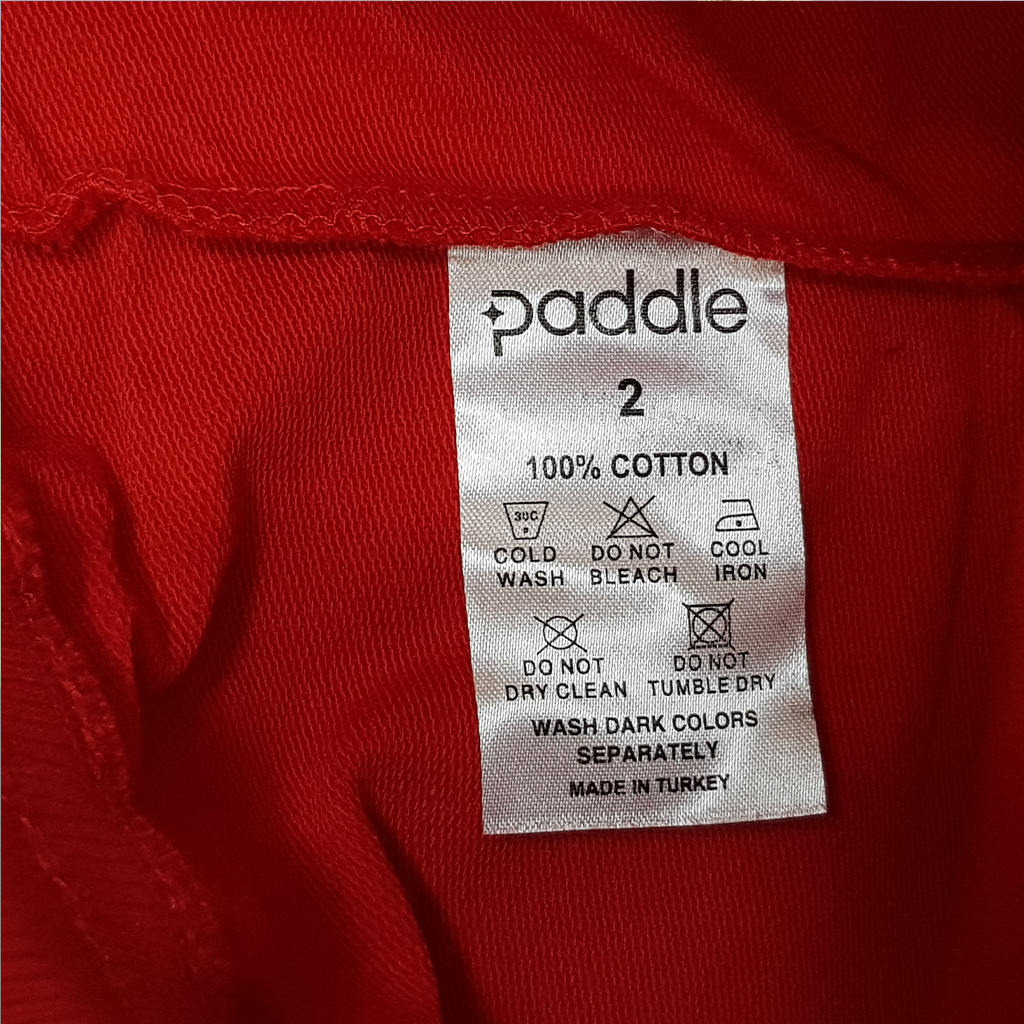 paddle
2
100% COTTON
30C
COLD WASH
DO NOT BLEACH
COOL IRON
DO NOT DRY CLEAN
DO NOT TUMBLE DRY
WASH DARK COLORS
SEPARATELY
MADE IN TURKEY